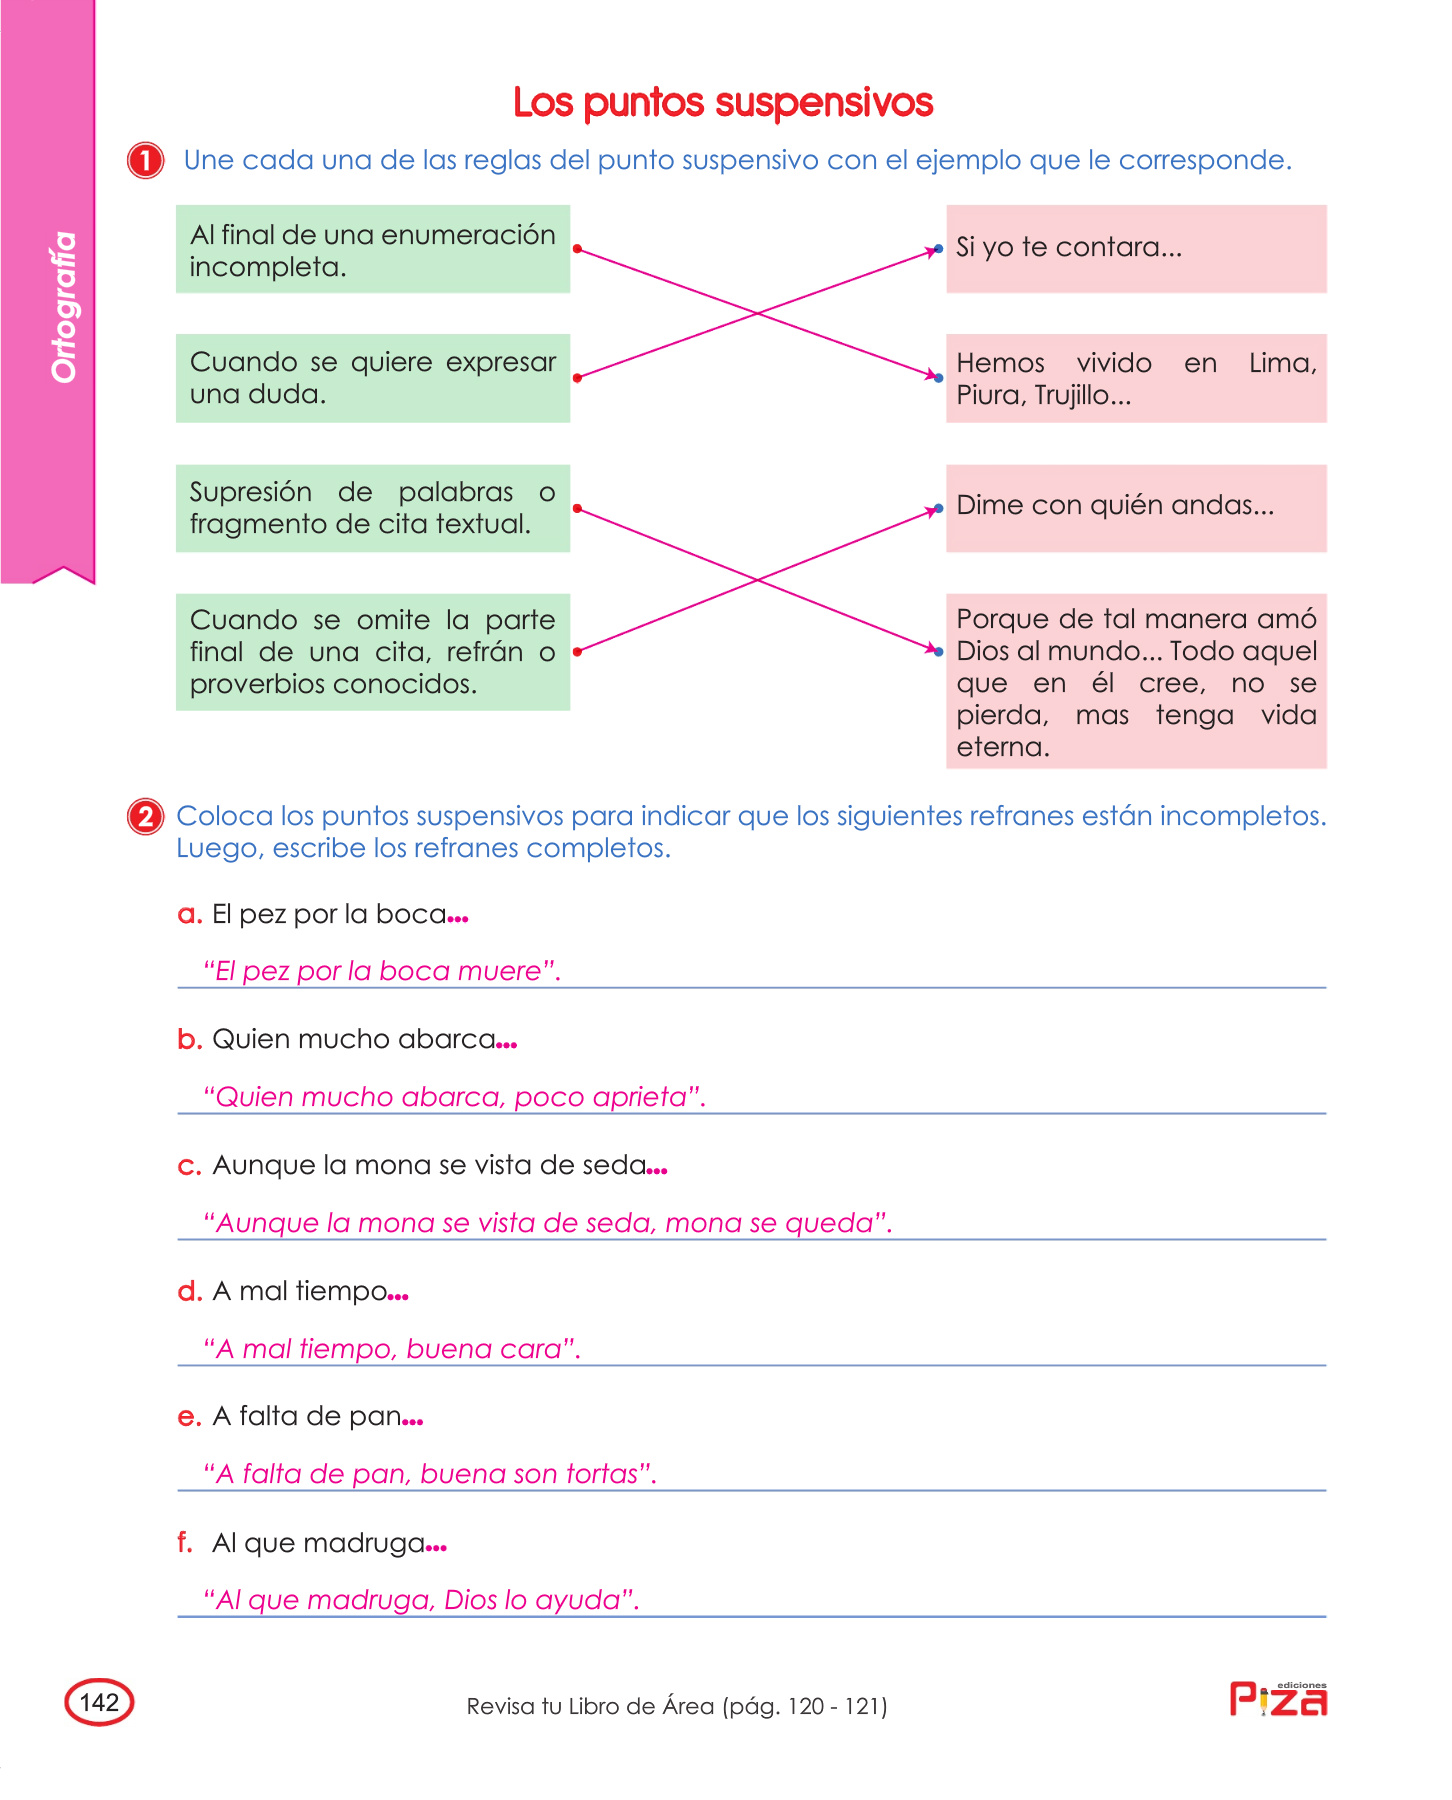 Ortografía
Los puntos suspensivos
1 Une cada una de las reglas del punto suspensivo con el ejemplo que le corresponde.
Al final de una enumeración
incompleta.
Si yo te contara...
Cuando se quiere expresar
una duda.
Hemos vivido en Lima,
Piura, Trujillo...
Supresión de palabras o
fragmento de cita textual.
Dime con quién andas...
Cuando se omite la parte
final de una cita, refrán o
proverbios conocidos.
Porque de tal manera amó
Dios al mundo... Todo aquel
que en él cree, no se
pierda, mas tenga vida
eterna.
2 Coloca los puntos suspensivos para indicar que los siguientes refranes están incompletos.
Luego, escribe los refranes completos.
a. El pez por la boca...
“El pez por la boca muere”.
b. Quien mucho abarca...
“Quien mucho abarca, poco aprieta”.
c. Aunque la mona se vista de seda...
“Aunque la mona se vista de seda, mona se queda”.
d. A mal tiempo...
“A mal tiempo, buena cara”.
e. A falta de pan...
“A falta de pan, buena son tortas”.
f. Al que madruga...
“Al que madruga, Dios lo ayuda”.
142
Revisa tu Libro de Área (pág. 120 - 121)
ediciones
Piza